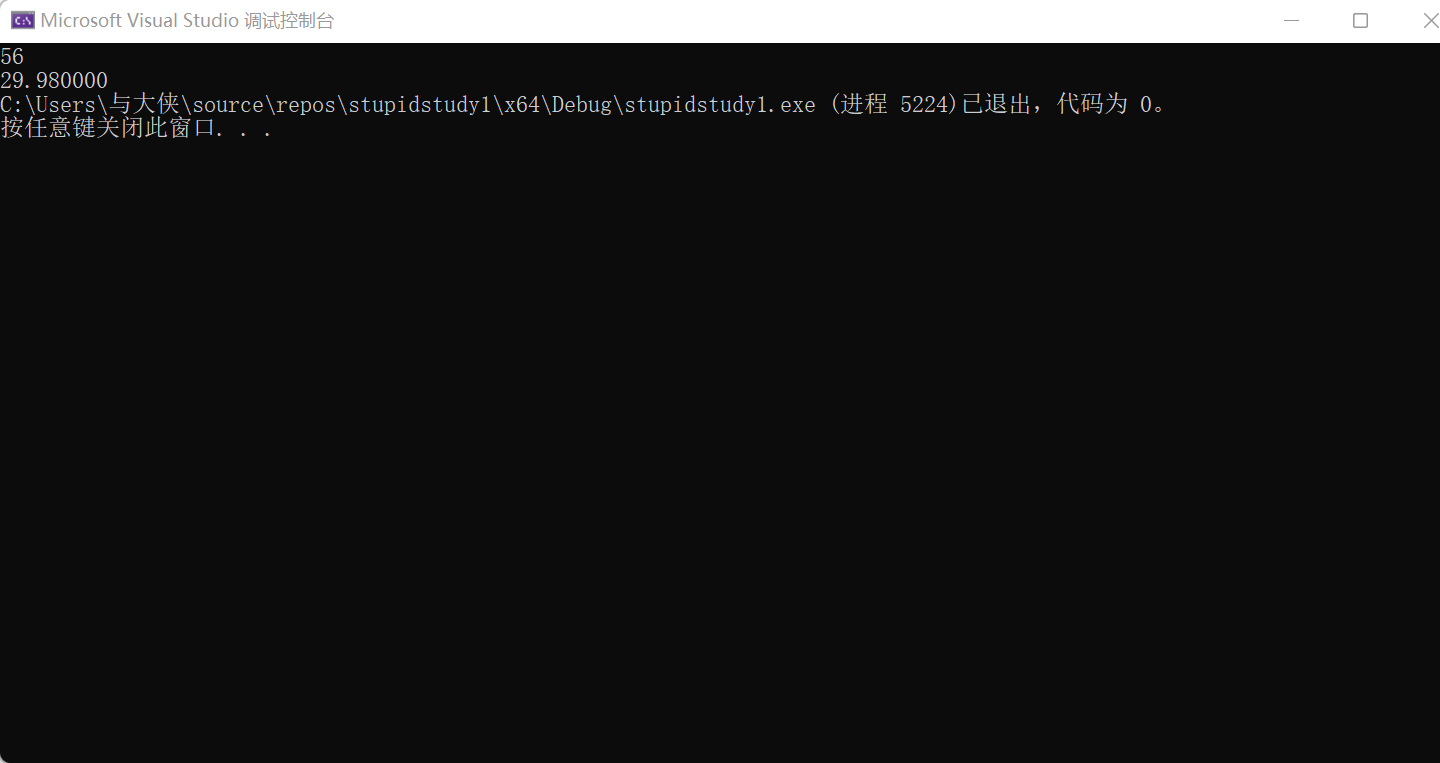 Microsoft Visual Studio 调试控制台
56
29.980000
C:\Users\与大侠\source\repos\stupidstudy1\x64\Debug\stupidstudy1.exe (进程 5224)已退出，代码为 0。
按任意键关闭此窗口. . .